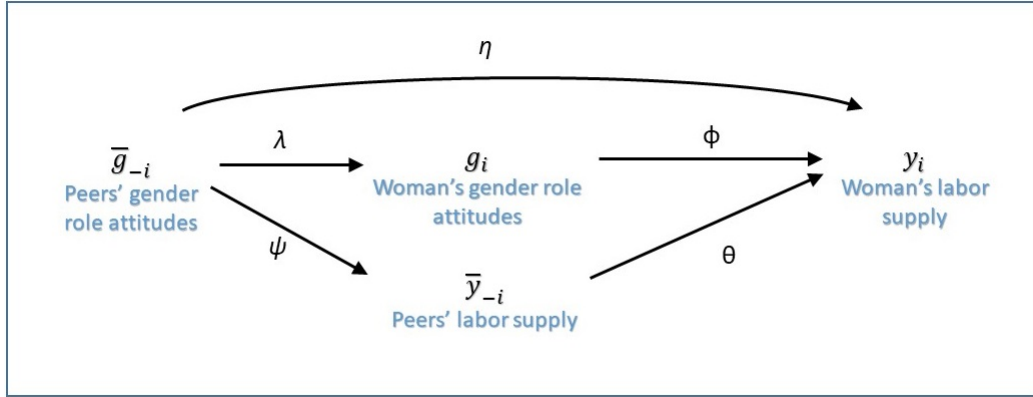 η
λ
ϕ
g̅₋ᵢ
gᵢ
yᵢ
Peers’ gender
role attitudes
Woman’s gender role
attitudes
Woman’s labor
supply
ψ
θ
y̅₋ᵢ
Peers’ labor supply